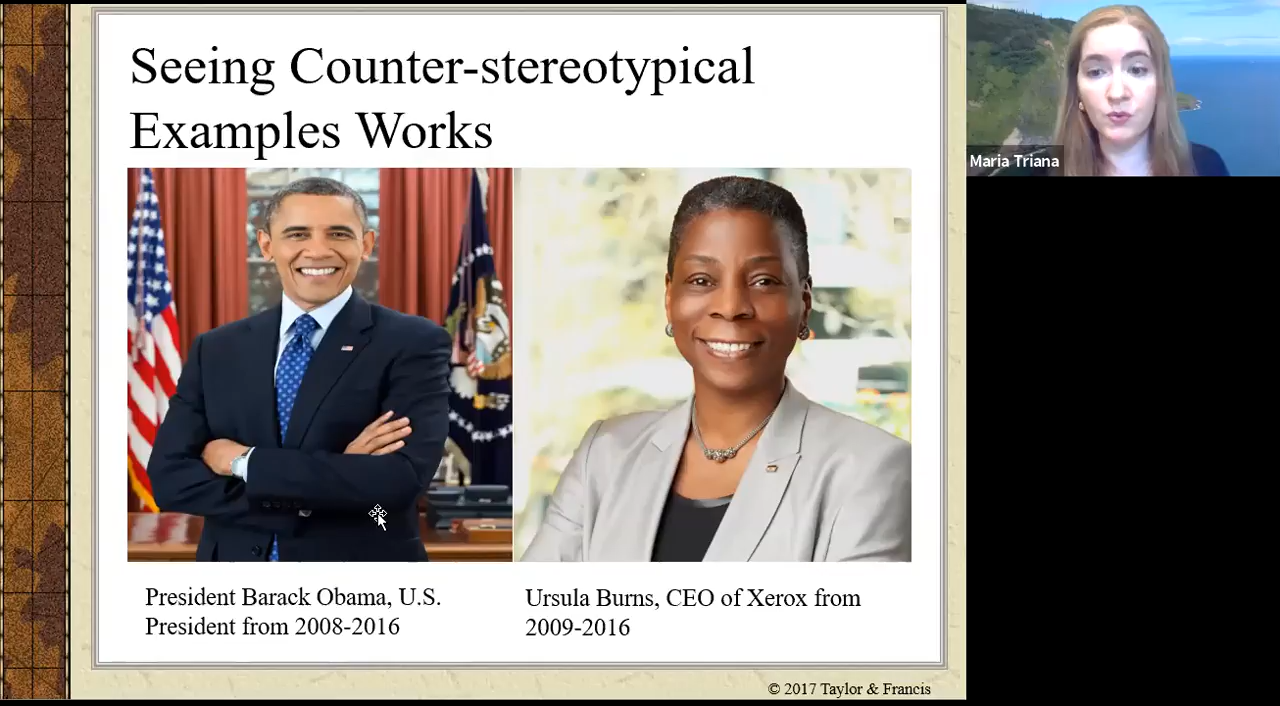 Seeing Counter-stereotypical
Examples Works
Maria Triana
President Barack Obama, U.S.
President from 2008-2016
Ursula Burns, CEO of Xerox from
2009-2016
© 2017 Taylor & Francis